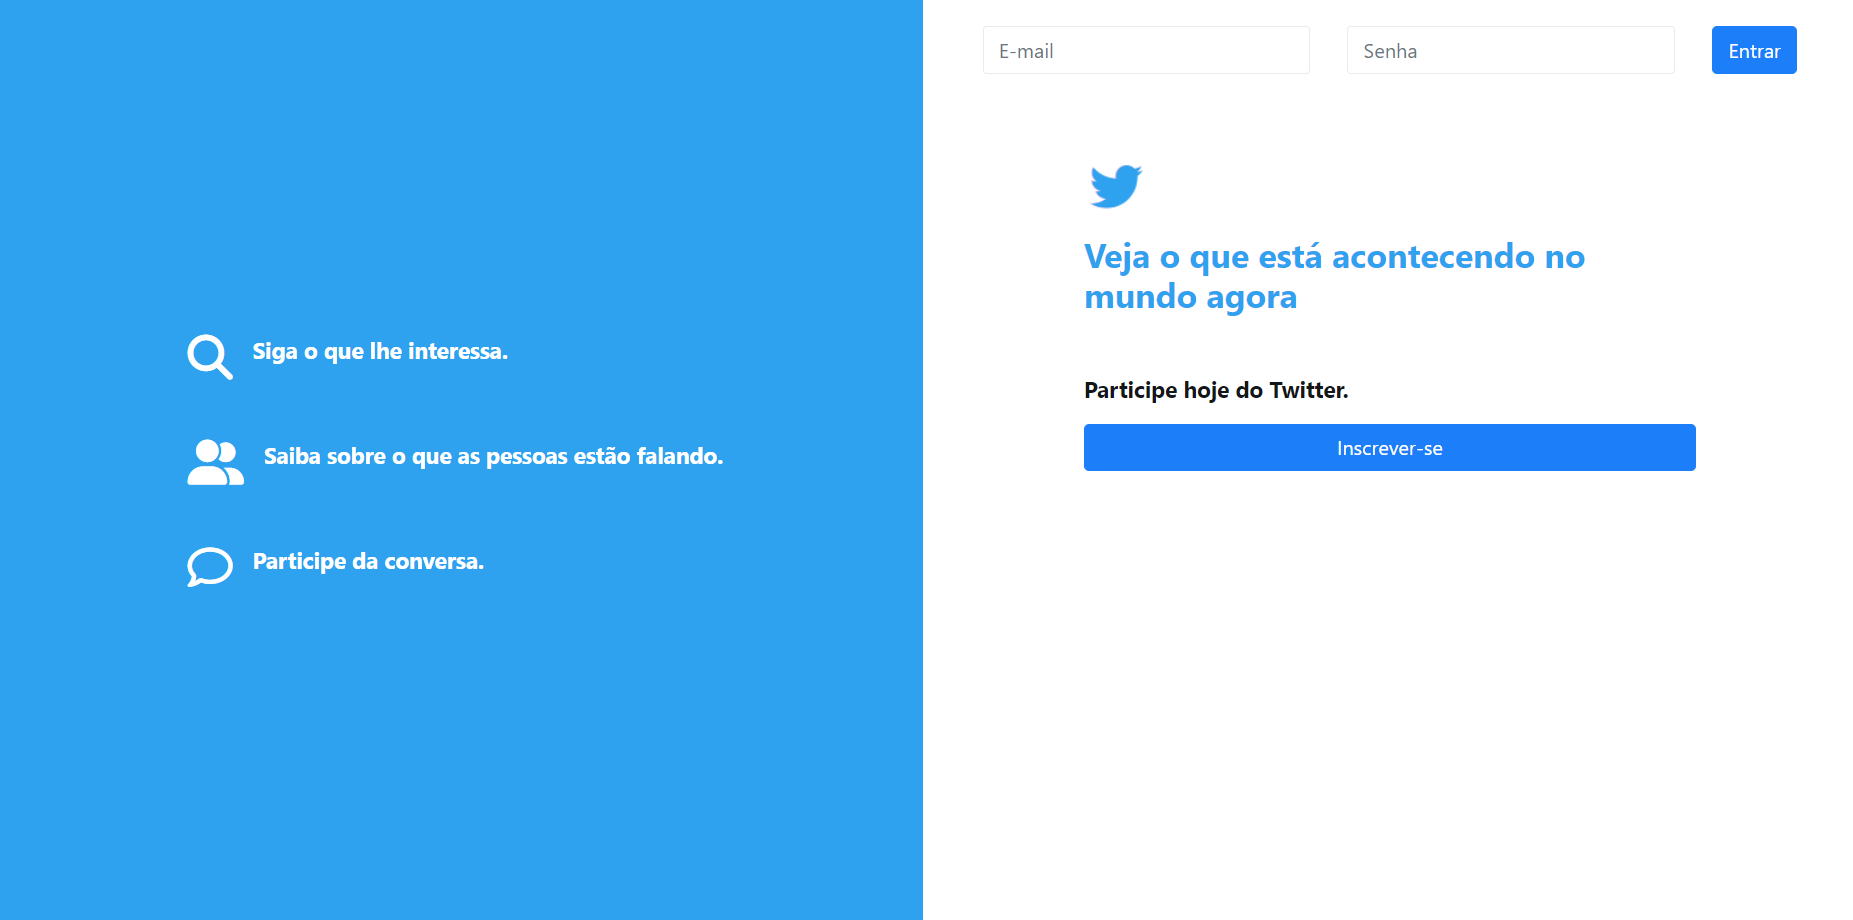 Siga o que lhe interessa.
Saiba sobre o que as pessoas estão falando.
Participe da conversa.
E-mail
Senha
Entrar
Veja o que está acontecendo no
mundo agora
Participe hoje do Twitter.
Inscrever-se